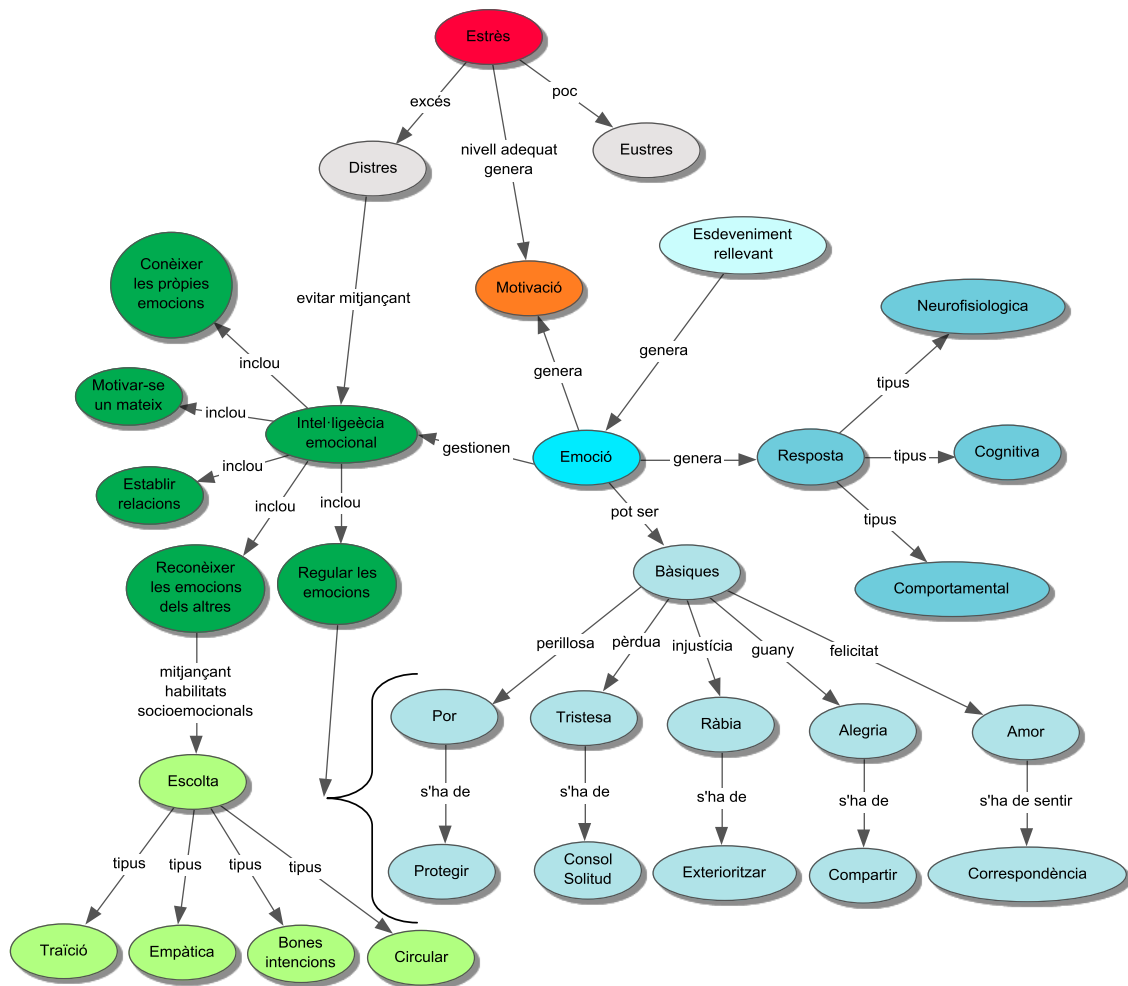 Estrès
excés
poc
nivell adequat
genera
Distres
Eustres
Esdeveniment
rellevant
Conèixer
les pròpies
emocions
evitar mitjançant
Motivació
Neurofisiologica
genera
inclou
genera
tipus
Motivar-se
un mateix
inclou
Intel·ligeècia
emocional
gestionen
Emoció
genera
Resposta
tipus
Cognitiva
inclou
Establir
relacions
inclou
inclou
pot ser
tipus
Reconèixer
les emocions
dels altres
Regular les
emocions
Bàsiques
Comportamental
perillosa
pèrdua
injustícia
guany
felicitat
mitjançant
habilitats
socioemocionals
Por
Tristesa
Ràbia
Alegria
Amor
Escolta
s'ha de
s'ha de
s'ha de
s'ha de
s'ha de sentir
tipus
tipus
tipus
tipus
Protegir
Consol
Solitud
Exterioritzar
Compartir
Correspondència
Traïció
Empàtica
Bones
intencions
Circular